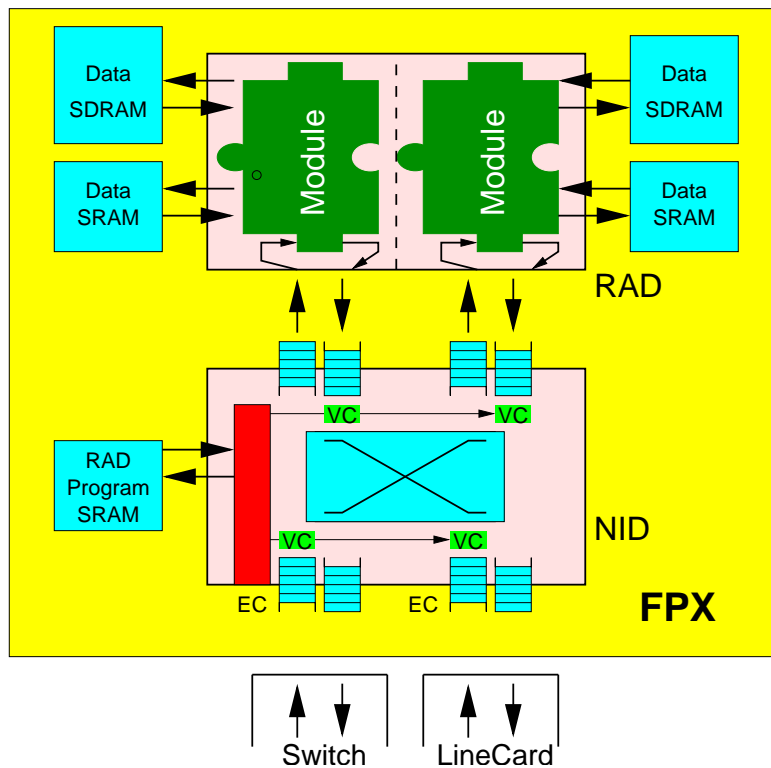 Data
SDRAM
Data
SRAM
Module
Module
Data
SDRAM
Data
SRAM
RAD
VC
VC
RAD
Program
SRAM
NID
VC
VC
EC
EC
FPX
Switch
LineCard